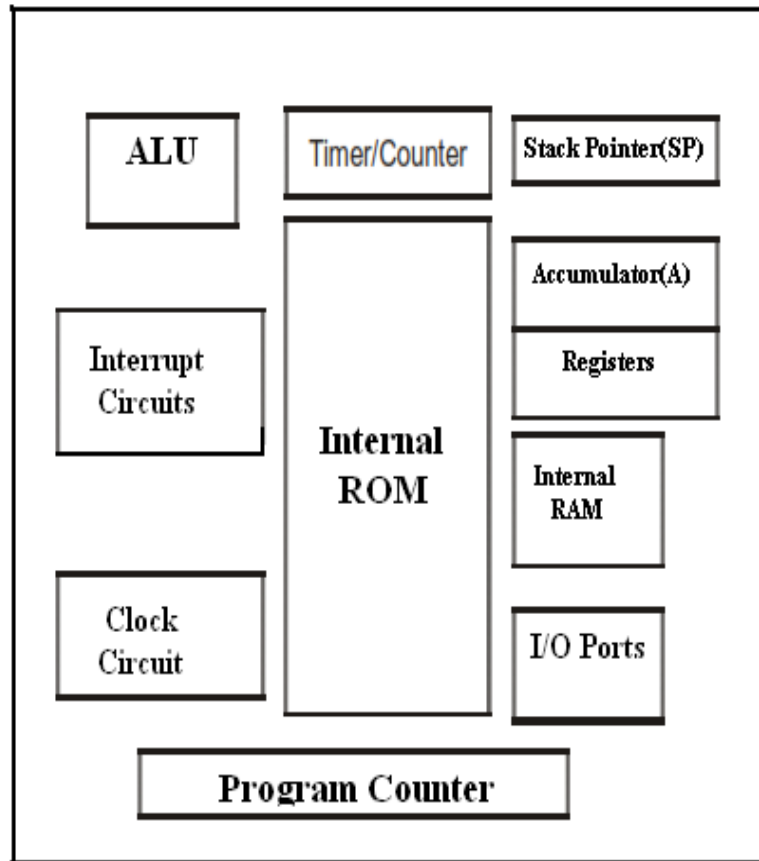 ALU
Timer/Counter
Stack Pointer(SP)
Accumulator(A)
Registers
Interrupt
Circuits
Internal
ROM
Internal
RAM
Clock
Circuit
I/O Ports
Program Counter